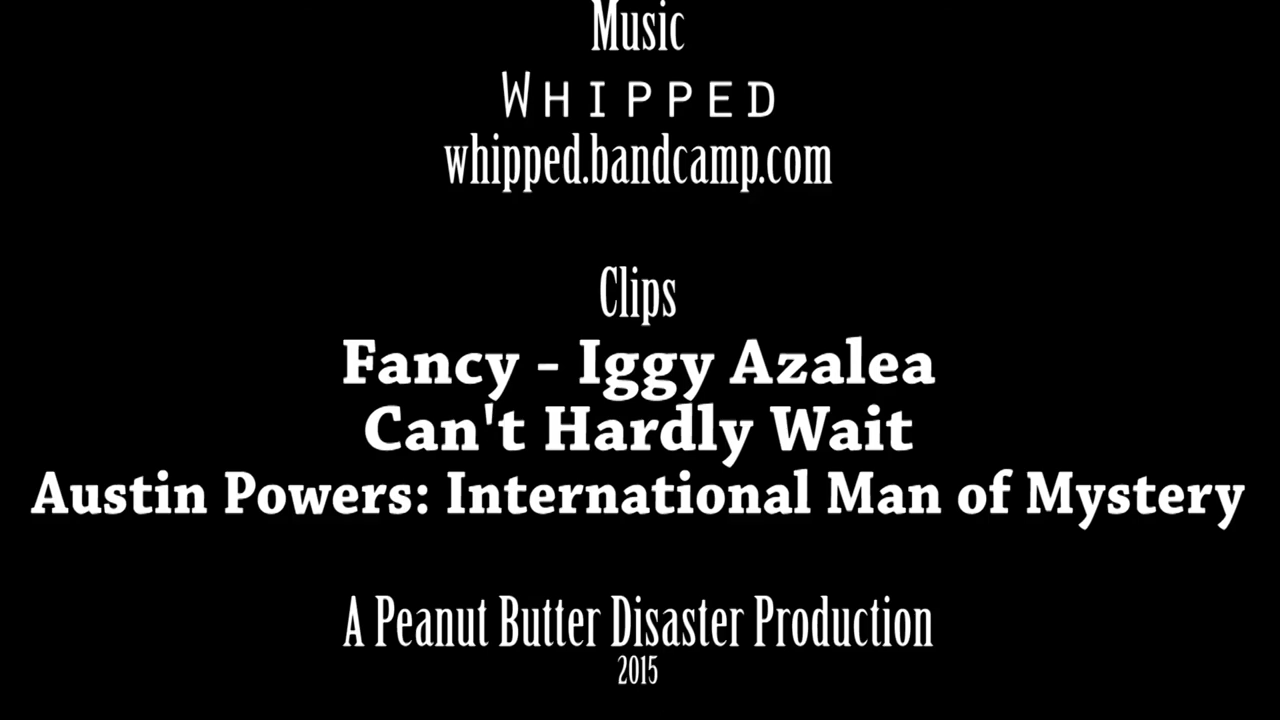 Music
WHIPPED
whipped.bandcamp.com
Clips
Fancy - Iggy Azalea
Can't Hardly Wait
Austin Powers: International Man of Mystery
A Peanut Butter Disaster Production
2015